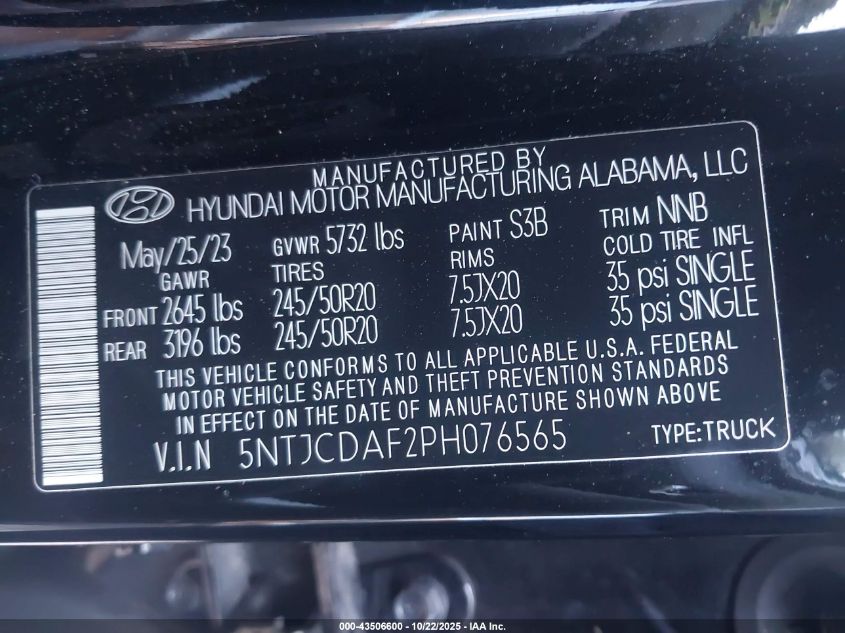 MANUFACTURED BY
HYUNDAI MOTOR MANUFACTURING ALABAMA, LLC
May/25/23 GVWR 5732 lbs PAINT S3B TRIM NNB
GAWR TIRES RIMS COLD TIRE INFL
FRONT 2645 lbs 245/50R20 7.5JX20 35 psi SINGLE
REAR 3196 lbs 245/50R20 7.5JX20 35 psi SINGLE
THIS VEHICLE CONFORMS TO ALL APPLICABLE U.S.A. FEDERAL
MOTOR VEHICLE SAFETY AND THEFT PREVENTION STANDARDS
IN EFFECT ON THE DATE OF MANUFACTURE SHOWN ABOVE
V.I.N 5NTJCDAF2PH076565 TYPE:TRUCK
000-43506600 - 10/22/2025 - IAA Inc.